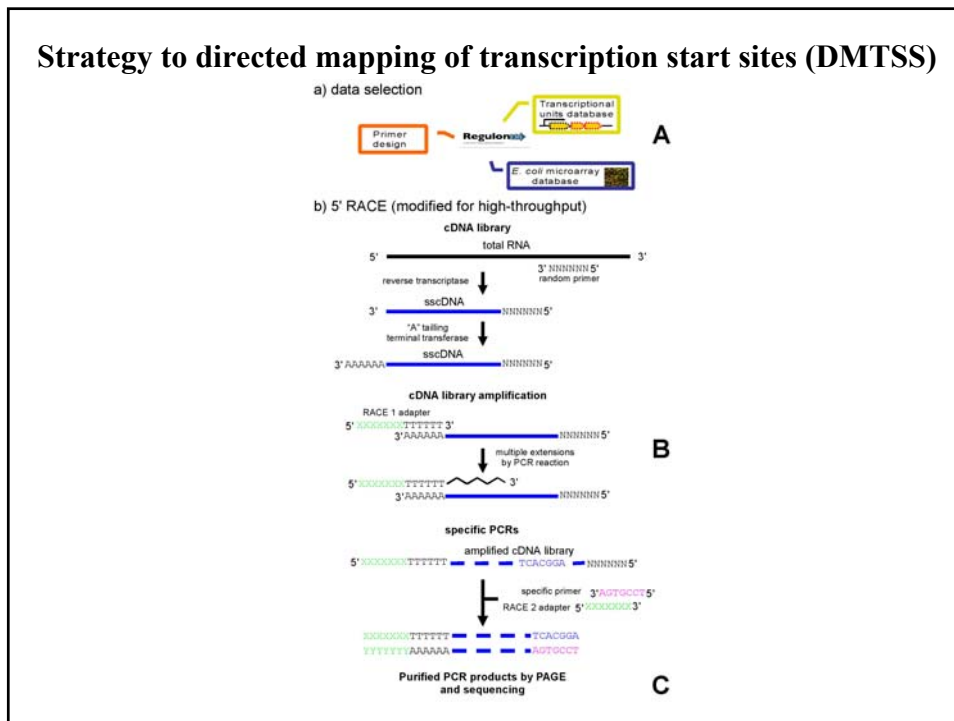 Strategy to directed mapping of transcription start sites (DMTSS)
a) data selection
Transcriptional
units database
Primer
design
Regulon
A
E. coli microarray
database
b) 5' RACE (modified for high-throughput)
cDNA library
total RNA
5' 3'
3' NNNNNN 5'
random primer
reverse transcriptase
sscDNA
3' NNNNNN 5'
"A" tailling
terminal transferase
sscDNA
3' AAAAAA NNNNNN 5'
cDNA library amplification
RACE 1 adapter
5' XXXXXXXTTTTTT 3'
3' AAAAAA NNNNNN 5'
B
multiple extensions
by PCR reaction
5' XXXXXXXTTTTTT 3'
3' AAAAAA NNNNNN 5'
specific PCRs
amplified cDNA library
5' XXXXXXXTTTTTT TCACGGA NNNNNN 5'
specific primer 3'AGTGCCT5'
RACE 2 adapter 5'XXXXXXX3'
XXXXXXXTTTTTT TCACGGA
YYYYYYYAAAAAA AGTGCCT
Purified PCR products by PAGE
and sequencing
C